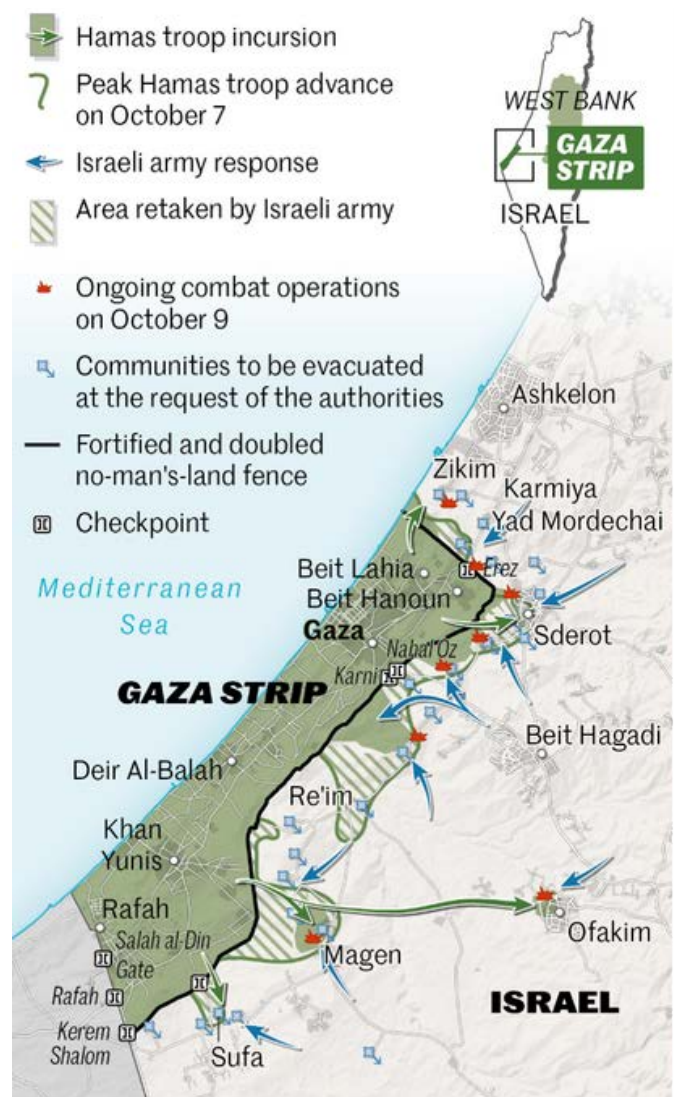 Hamas troop incursion
Peak Hamas troop advance
on October 7
Israeli army response
Area retaken by Israeli army
Ongoing combat operations
on October 9
Communities to be evacuated
at the request of the authorities
Fortified and doubled
no-man's-land fence
Checkpoint
WEST BANK
GAZA
STRIP
ISRAEL
Ashkelon
Zikim
Karmiya
Yad Mordechai
Beit Lahia
Erez
Beit Hanoun
Mediterranean
Sea
Gaza
Sderot
Nahal Oz
Karni
GAZA STRIP
Beit Hagadi
Deir Al-Balah
Re'im
Khan
Yunis
Rafah
Ofakim
Salah al-Din
Gate
Magen
Rafah
ISRAEL
Kerem
Shalom
Sufa